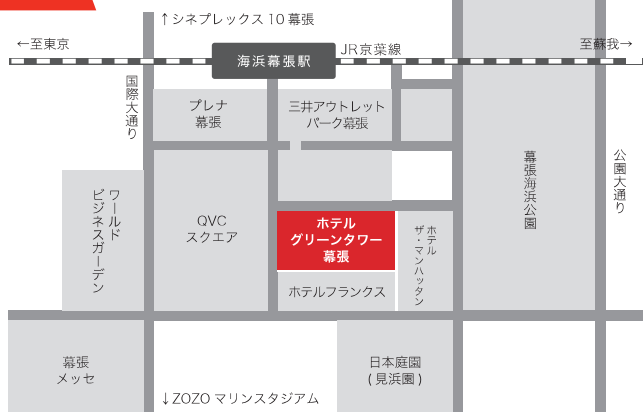 ↑シネプレックス10幕張
←至東京
JR京葉線
至蘇我→
海浜幕張駅
国際大通り
プレナ
幕張
三井アウトレット
パーク幕張
幕張海浜公園
公園大通り
ワールド
ビジネスガーデン
QVC
スクエア
ホテル
グリーンタワー
幕張
ホテル
ザ・マンハッタン
ホテルフランクス
幕張
メッセ
日本庭園
(見浜園)
↓ZOZOマリンスタジアム